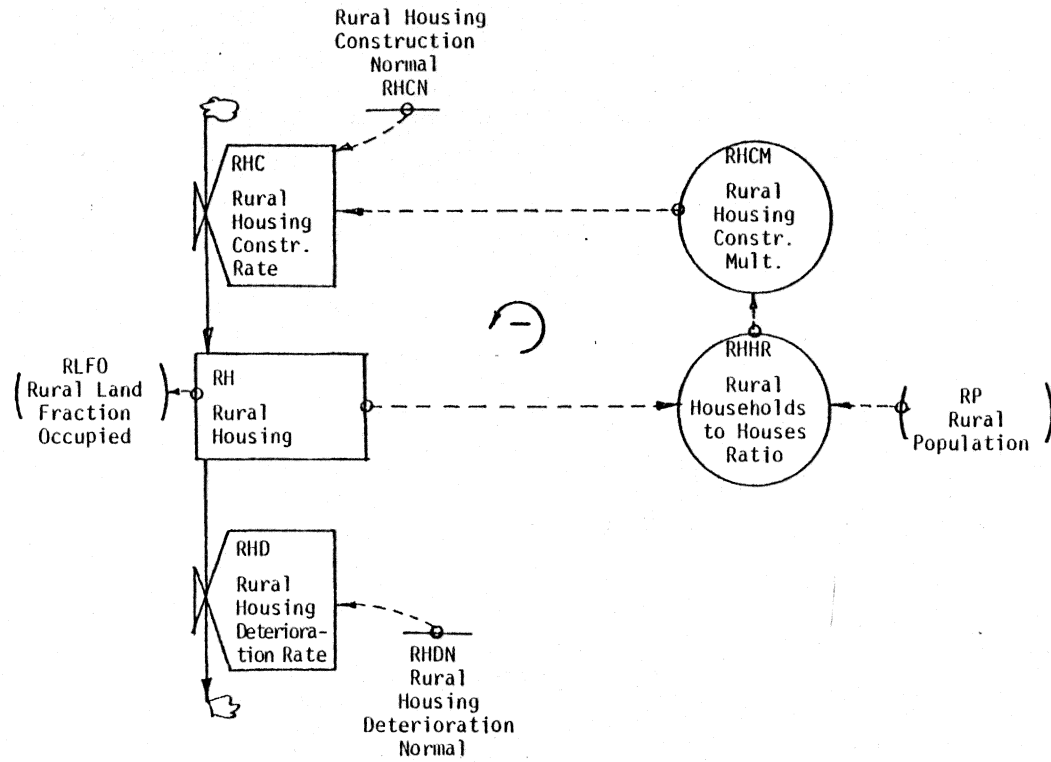 Rural Housing
Construction
Normal
RHCN
RHC
Rural
Housing
Constr.
Rate
RHCM
Rural
Housing
Constr.
Mult.
RLFO
Rural Land
Fraction
Occupied
RH
Rural
Housing
RHHR
Rural
Households
to Houses
Ratio
RP
Rural
Population
RHD
Rural
Housing
Deteriora-
tion Rate
RHDN
Rural
Housing
Deterioration
Normal